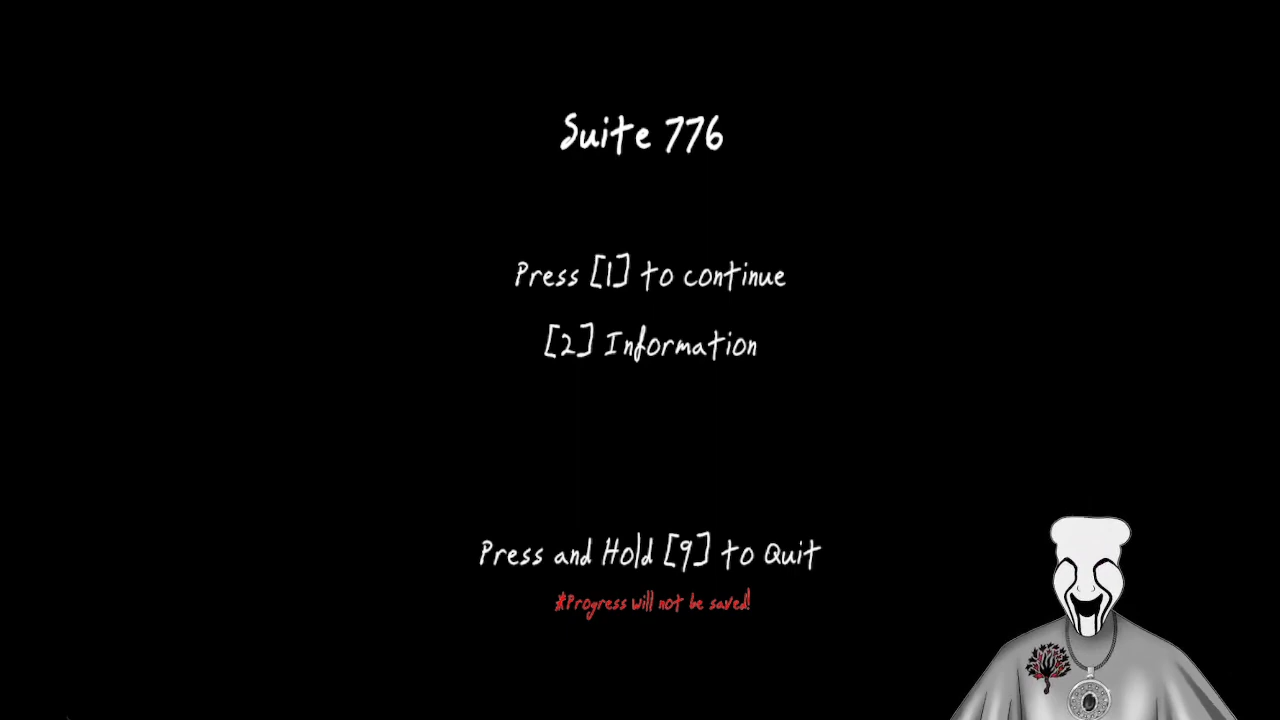 Suite 776
Press [1] to continue
[2] Information
Press and Hold [9] to Quit
*Progress will not be saved!